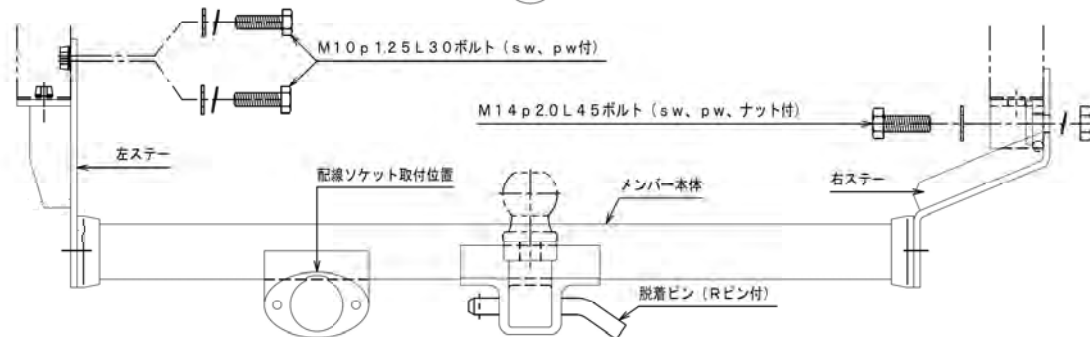 M10p1.25L30ボルト（sw、pw付）
M14p2.0L45ボルト（sw、pw、ナット付）
左ステー
配線ソケット取付位置
メンバー本体
右ステー
脱着ピン（Rピン付）